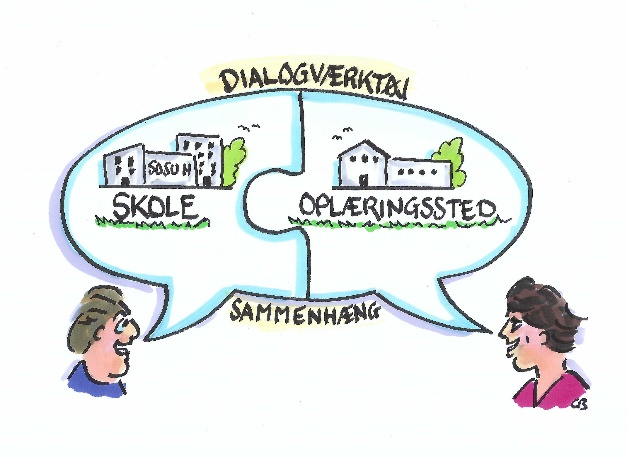 DIALOGVÆRKTØJ
SOSU H
SKOLE
OPLÆRINGSSTED
SAMMENHÆNG
CB